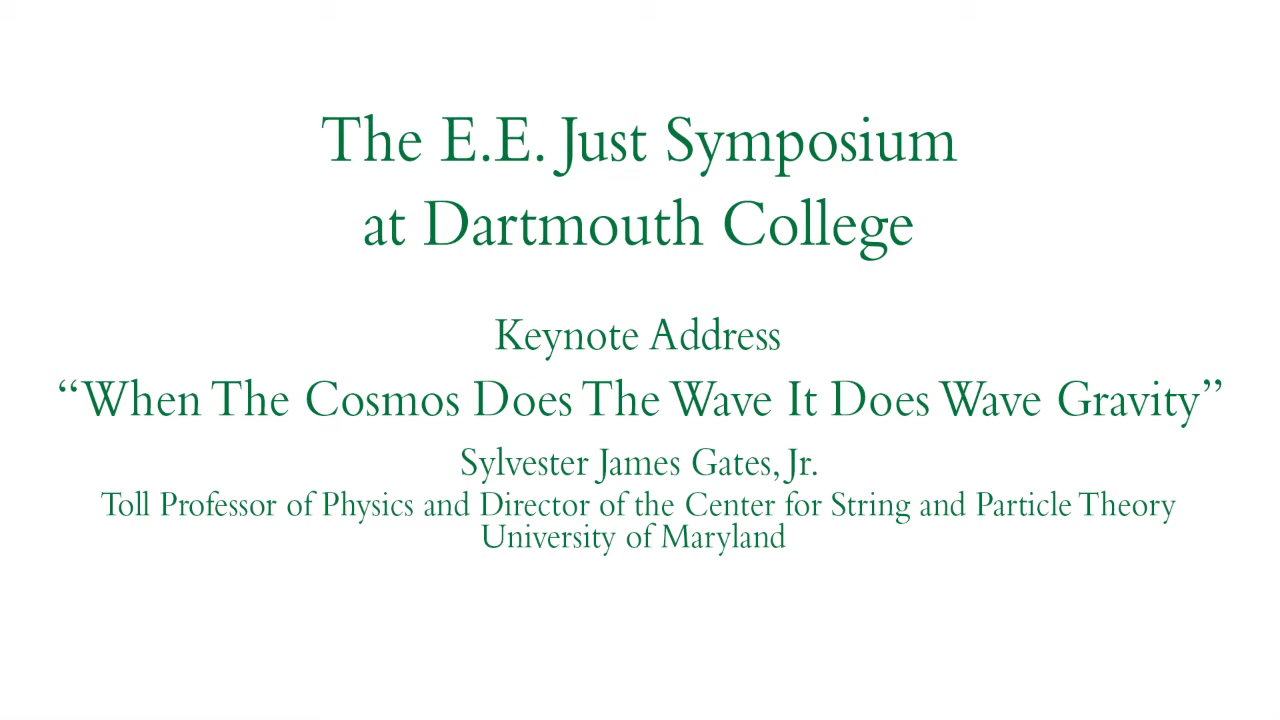 The E.E. Just Symposium
at Dartmouth College
Keynote Address
“When The Cosmos Does The Wave It Does Wave Gravity”
Sylvester James Gates, Jr.
Toll Professor of Physics and Director of the Center for String and Particle Theory
University of Maryland